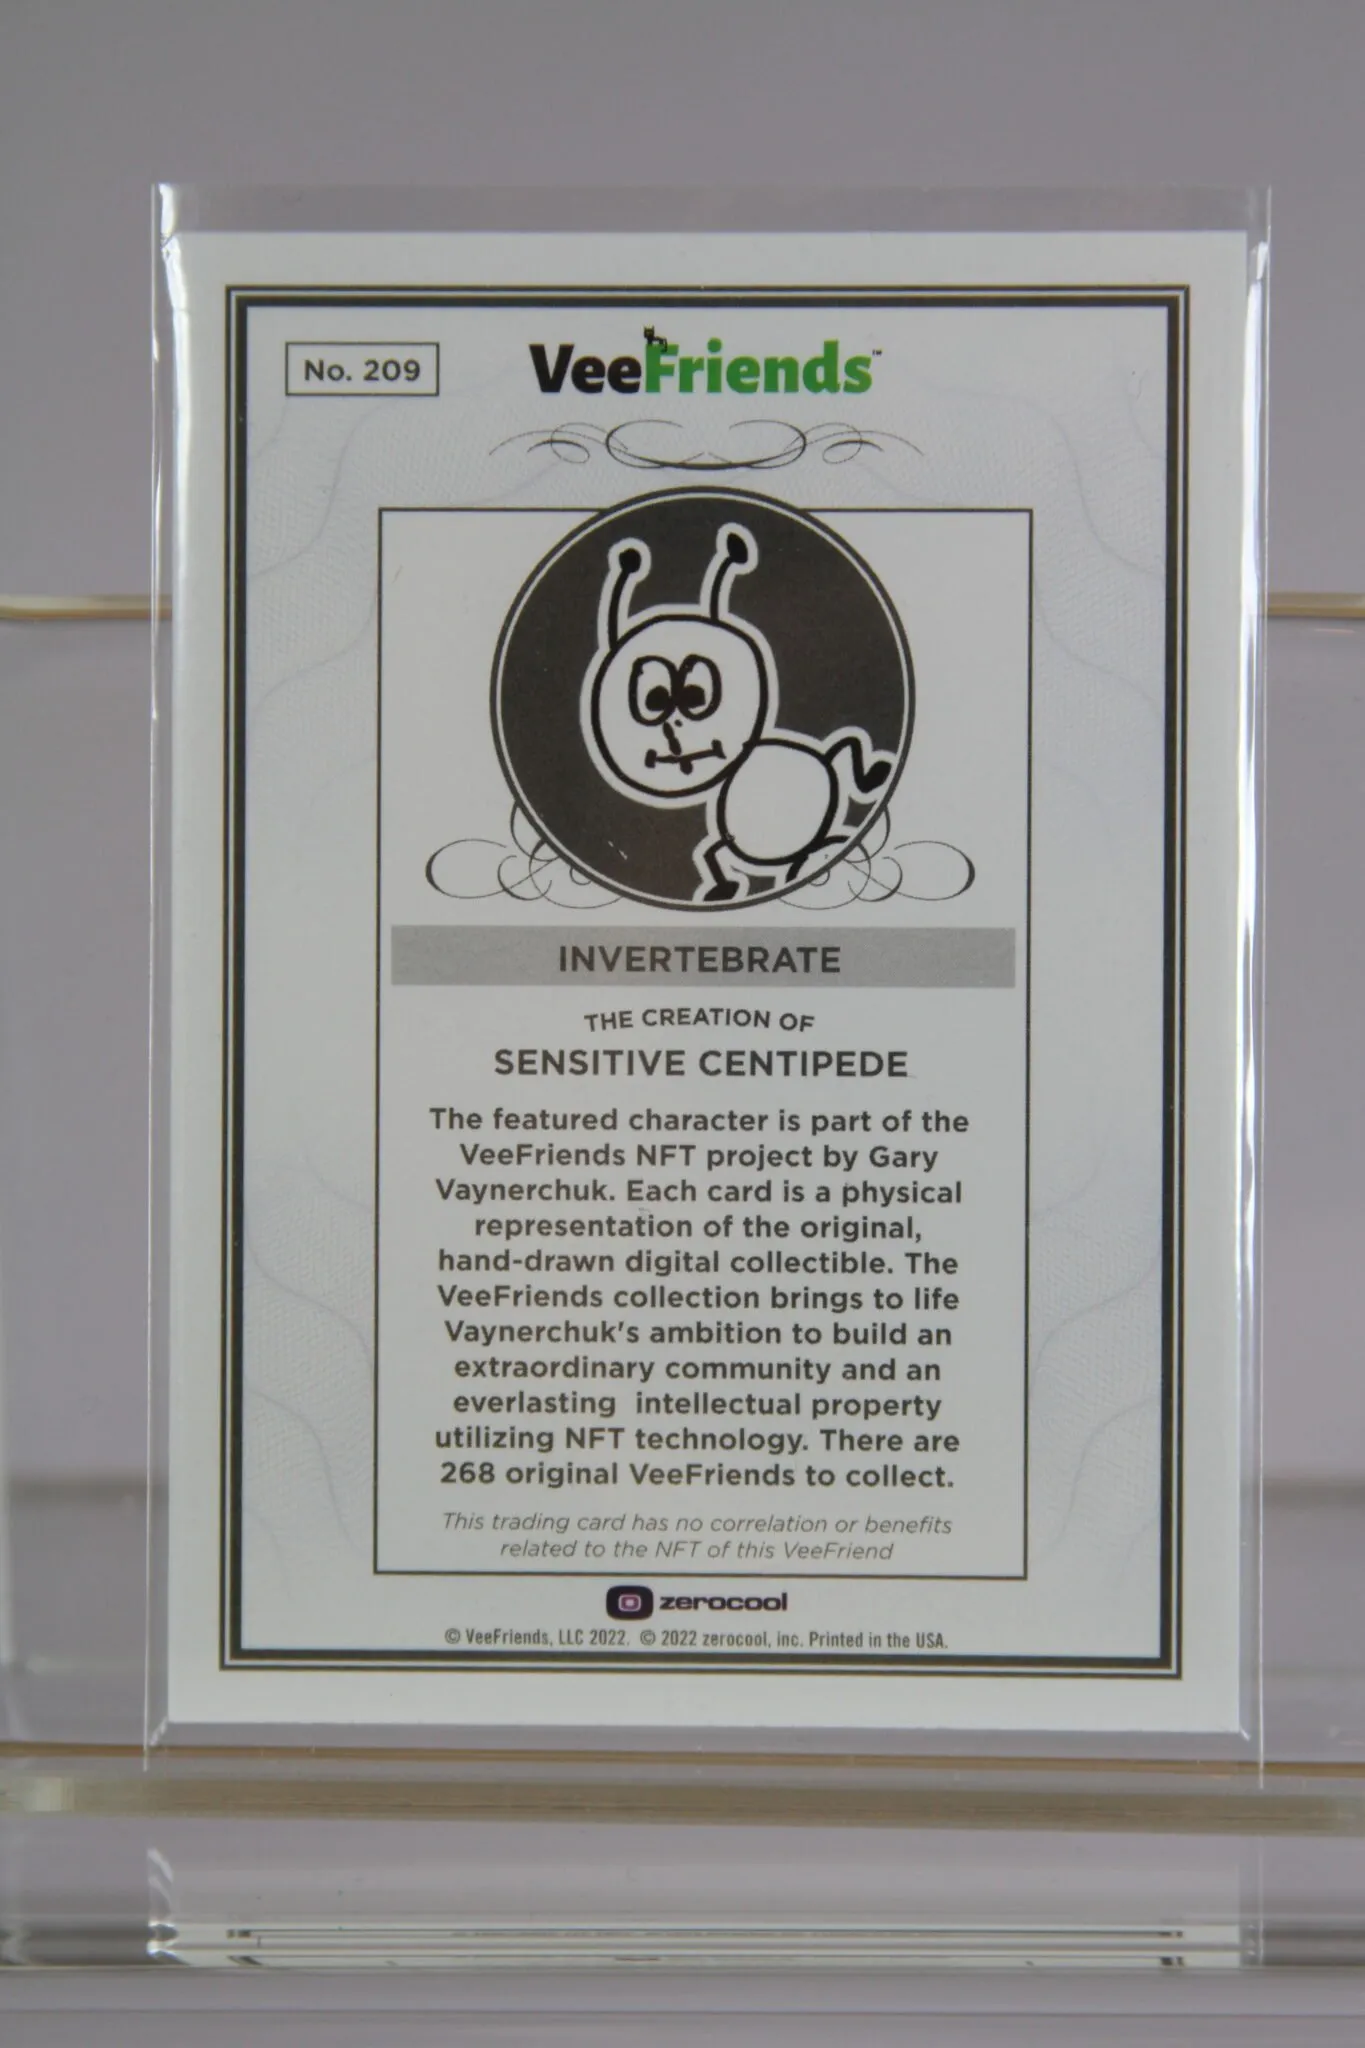 No. 209
VeeFriends™
INVERTEBRATE
THE CREATION OF
SENSITIVE CENTIPEDE
The featured character is part of the
VeeFriends NFT project by Gary
Vaynerchuk. Each card is a physical
representation of the original,
hand-drawn digital collectible. The
VeeFriends collection brings to life
Vaynerchuk's ambition to build an
extraordinary community and an
everlasting  intellectual property
utilizing NFT technology. There are
268 original VeeFriends to collect.
This trading card has no correlation or benefits
related to the NFT of this VeeFriend
zerocool
© VeeFriends, LLC 2022.  © 2022 zerocool, inc. Printed in the USA.